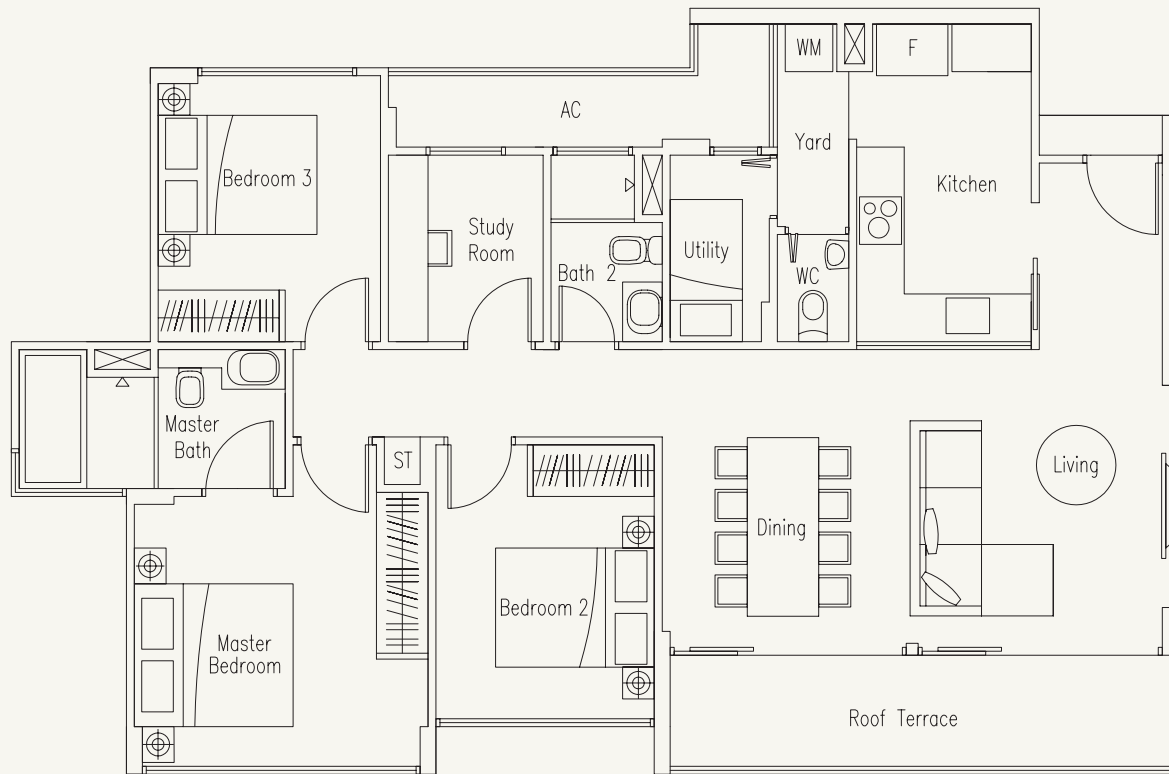 WM
F
AC
Yard
Bedroom 3
Kitchen
Study
Room
Utility
Bath 2
WC
Master
Bath
ST
Living
Dining
Bedroom 2
Master
Bedroom
Roof Terrace